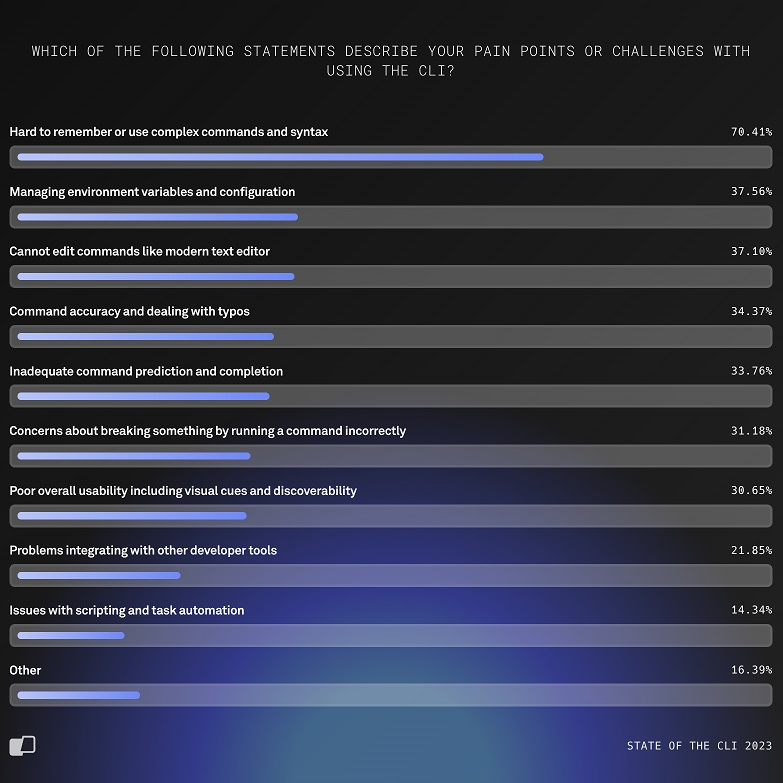 WHICH OF THE FOLLOWING STATEMENTS DESCRIBE YOUR PAIN POINTS OR CHALLENGES WITH
USING THE CLI?
Hard to remember or use complex commands and syntax 70.41%
Managing environment variables and configuration 37.56%
Cannot edit commands like modern text editor 37.10%
Command accuracy and dealing with typos 34.37%
Inadequate command prediction and completion 33.76%
Concerns about breaking something by running a command incorrectly 31.18%
Poor overall usability including visual cues and discoverability 30.65%
Problems integrating with other developer tools 21.85%
Issues with scripting and task automation 14.34%
Other 16.39%
STATE OF THE CLI 2023